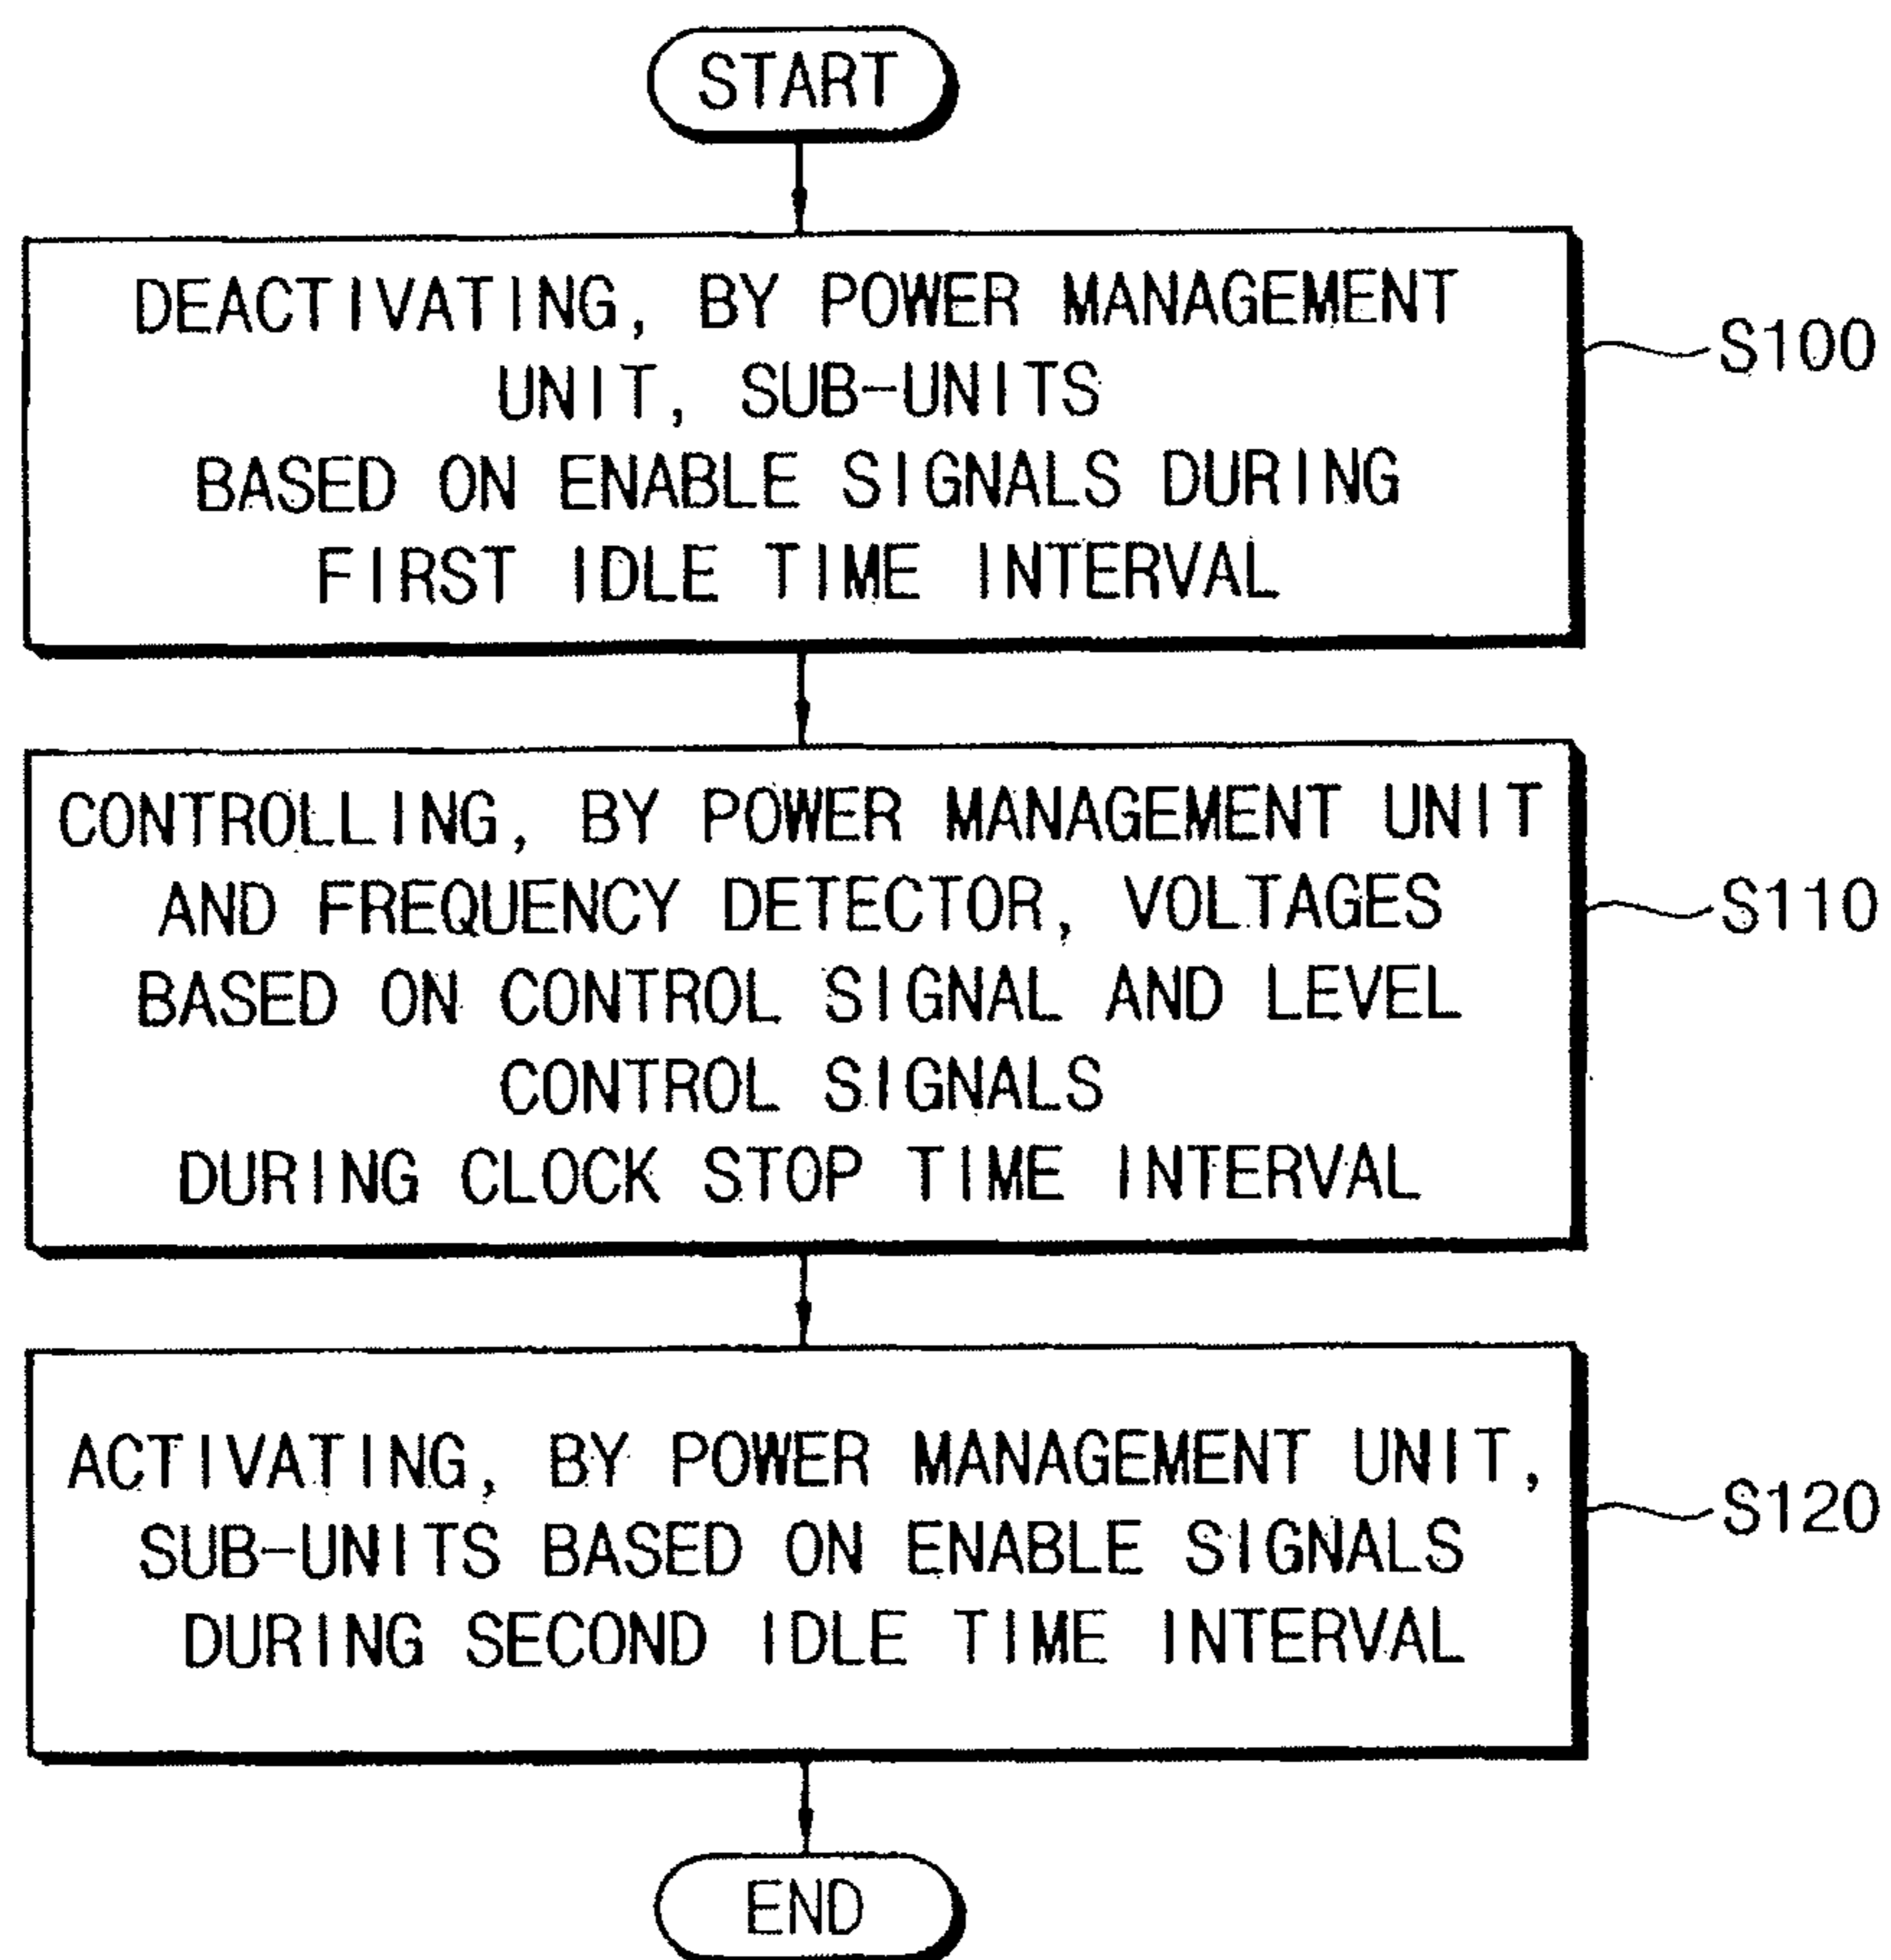 START
DEACTIVATING, BY POWER MANAGEMENT
UNIT, SUB-UNITS
BASED ON ENABLE SIGNALS DURING
FIRST IDLE TIME INTERVAL
S100
CONTROLLING, BY POWER MANAGEMENT UNIT
AND FREQUENCY DETECTOR, VOLTAGES
BASED ON CONTROL SIGNAL AND LEVEL
CONTROL SIGNALS
DURING CLOCK STOP TIME INTERVAL
S110
ACTIVATING, BY POWER MANAGEMENT UNIT,
SUB-UNITS BASED ON ENABLE SIGNALS
DURING SECOND IDLE TIME INTERVAL
S120
END